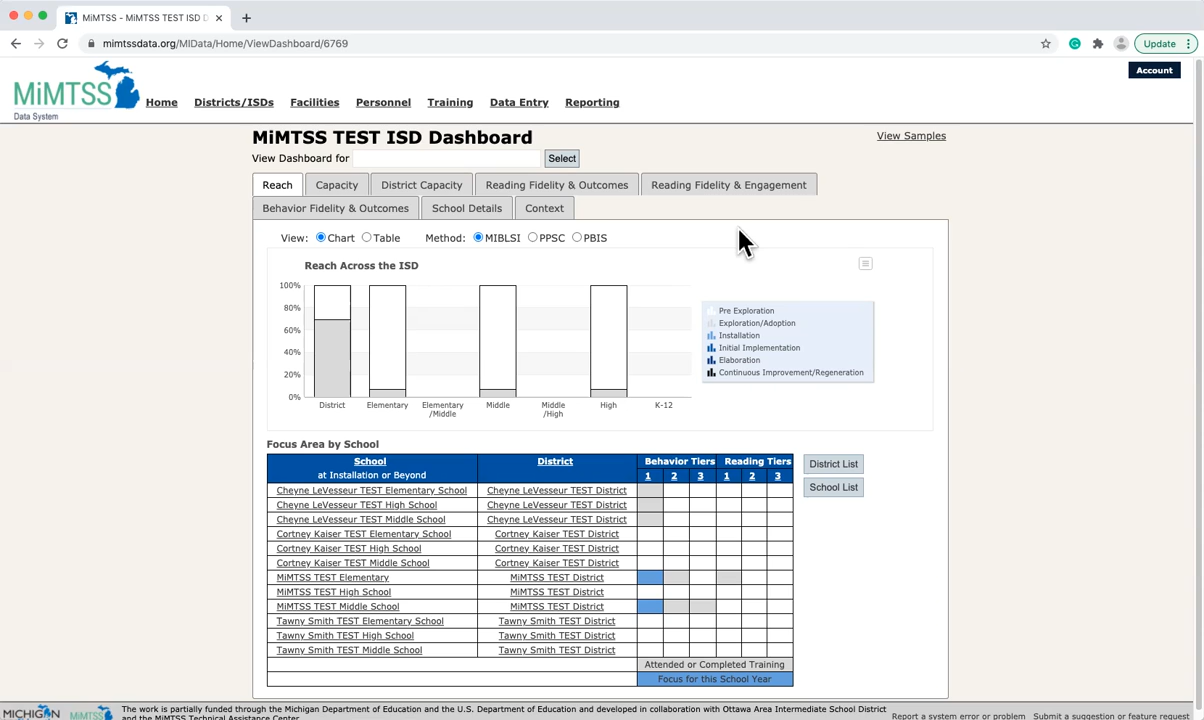 MiMTSS - MiMTSS TEST ISD D
mimtssdata.org/MIData/Home/ViewDashboard/6769
Update
Account
MiMTSS
Data System
Home Districts/ISDs Facilities Personnel Training Data Entry Reporting
MiMTSS TEST ISD Dashboard
View Samples
View Dashboard for Select
Reach Capacity District Capacity Reading Fidelity & Outcomes Reading Fidelity & Engagement
Behavior Fidelity & Outcomes School Details Context
View: Chart Table Method: MIBLSI PPSC PBIS
Reach Across the ISD
100%
80%
60%
40%
20%
0%
District Elementary Elementary /Middle Middle Middle /High High K-12
Pre Exploration
Exploration/Adoption
Installation
Initial Implementation
Elaboration
Continuous Improvement/Regeneration
Focus Area by School
School District Behavior Tiers Reading Tiers
at Installation or Beyond 1 2 3 1 2 3
District List
School List
Cheyne LeVesseur TEST Elementary School Cheyne LeVesseur TEST District
Cheyne LeVesseur TEST High School Cheyne LeVesseur TEST District
Cheyne LeVesseur TEST Middle School Cheyne LeVesseur TEST District
Cortney Kaiser TEST Elementary School Cortney Kaiser TEST District
Cortney Kaiser TEST High School Cortney Kaiser TEST District
Cortney Kaiser TEST Middle School Cortney Kaiser TEST District
MiMTSS TEST Elementary MiMTSS TEST District
MiMTSS TEST High School MiMTSS TEST District
MiMTSS TEST Middle School MiMTSS TEST District
Tawny Smith TEST Elementary School Tawny Smith TEST District
Tawny Smith TEST High School Tawny Smith TEST District
Tawny Smith TEST Middle School Tawny Smith TEST District
Attended or Completed Training
Focus for this School Year
MICHIGAN MiMTSS
The work is partially funded through the Michigan Department of Education and the U.S. Department of Education and developed in collaboration with Ottawa Area Intermediate School District
and the MiMTSS Technical Assistance Center.
Report a system error or problem Submit a suggestion or feature request